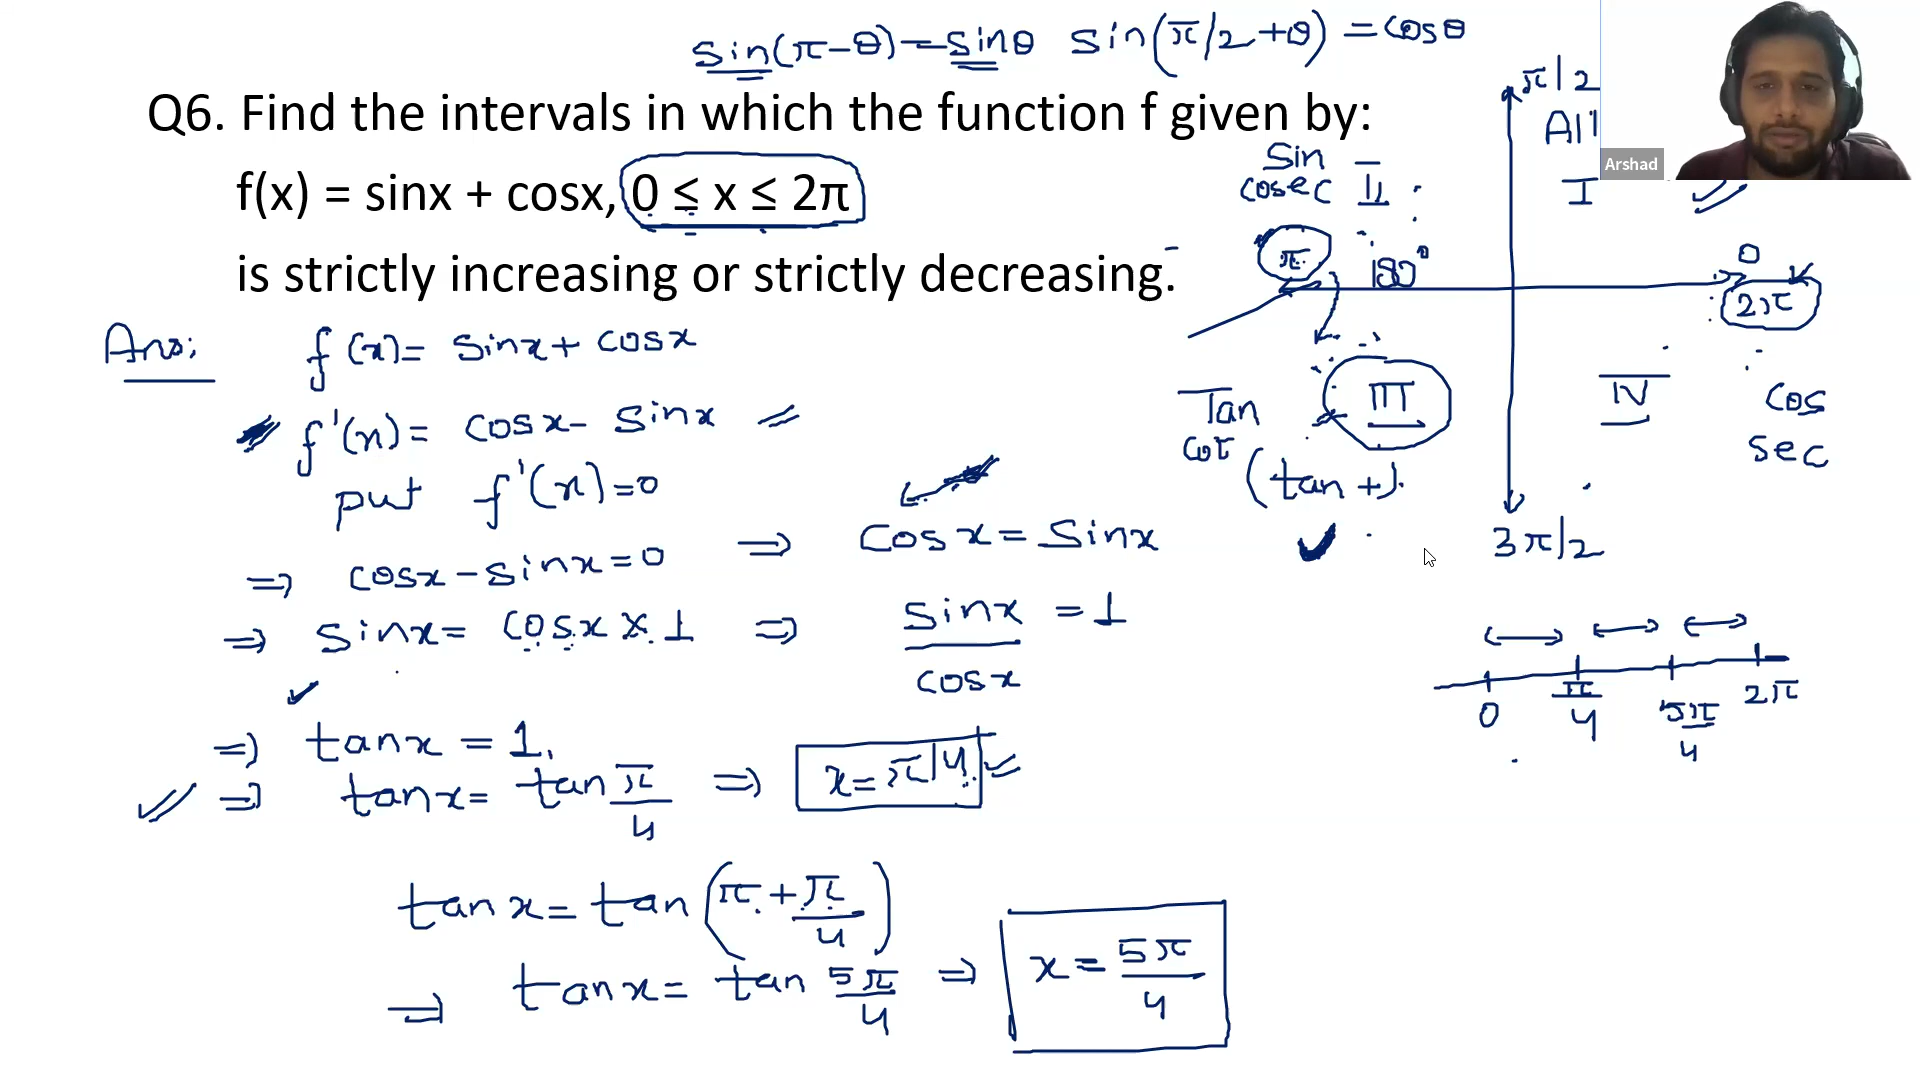 sin(π-θ)=sinθ sin(π/2+θ)=cosθ
Q6. Find the intervals in which the function f given by:
f(x) = sinx + cosx, 0 ≤ x ≤ 2π
is strictly increasing or strictly decreasing.
Ans:
f(x)= sinx+ cosx
f'(x)= cosx- sinx
put f'(x)=0
⇒ cosx-sinx=0 ⇒ cosx= sinx
⇒ sinx= cosx×1 ⇒ sinx/cosx =1
⇒ tanx=1.
⇒ tanx= tan π/4 ⇒ x=π/4
tanx= tan(π+π/4)
⇒ tanx= tan 5π/4 ⇒ x= 5π/4
π/2
All
I
Sin
cosec
II
π
180°
0
2π
Tan
cot
III
(tan +)
IV
cos
sec
3π/2
0 π/4 5π/4 2π
Arshad